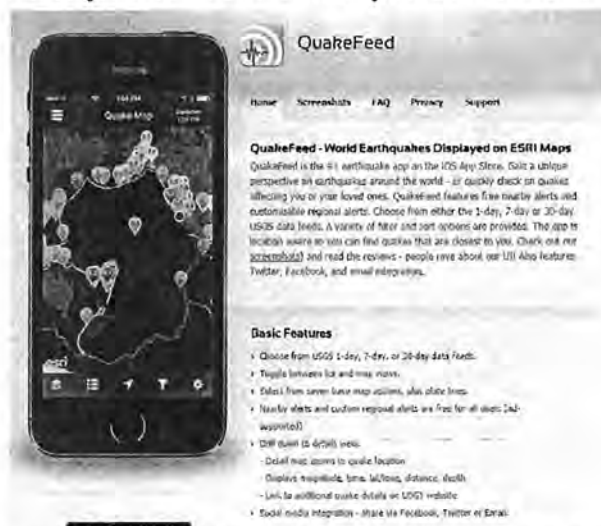 QuakeFeed
Quake Map
Home Screenshots FAQ Privacy Support
QuakeFeed - World Earthquakes Displayed on ESRI Maps
QuakeFeed is the #1 earthquake app on the iOS App Store. Gain a unique
perspective on earthquakes around the world - or quickly check on quakes
affecting you or your loved ones. QuakeFeed features free nearby alerts and
customizable regional alerts. Choose from either the 1-day, 7-day or 30-day
USGS data feeds. A variety of filter and sort options are provided. The app is
location aware so you can find quakes that are closest to you. Check out our
screenshots) and read the reviews - people rave about our UI! Also features
Twitter, Facebook, and email integration.
esri
Basic Features
Choose from USGS 1-day, 7-day, or 30-day data feeds.
Toggle between list and map views.
Select from seven base map options, plus plate lines.
Nearby alerts and custom regional alerts are free for all users (ad-
supported)
Drill down to detail view.
- Detail map zooms to quake location
- Displays magnitude, time, lat/long, distance, depth
- Link to additional quake details on USGS website
Social media integration - share via Facebook, Twitter or Email.